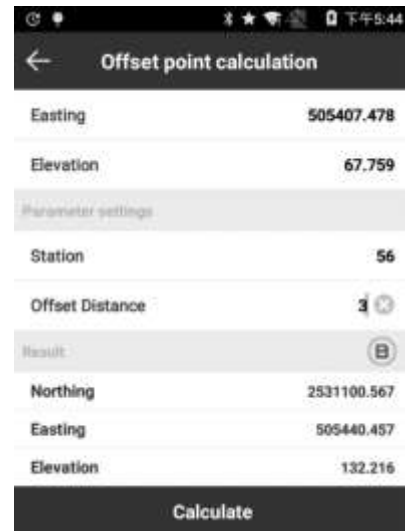 下午5:44
Offset point calculation
Easting 505407.478
Elevation 67.759
Parameter settings
Station 56
Offset Distance 3
Result
Northing 2531100.567
Easting 505440.457
Elevation 132.216
Calculate